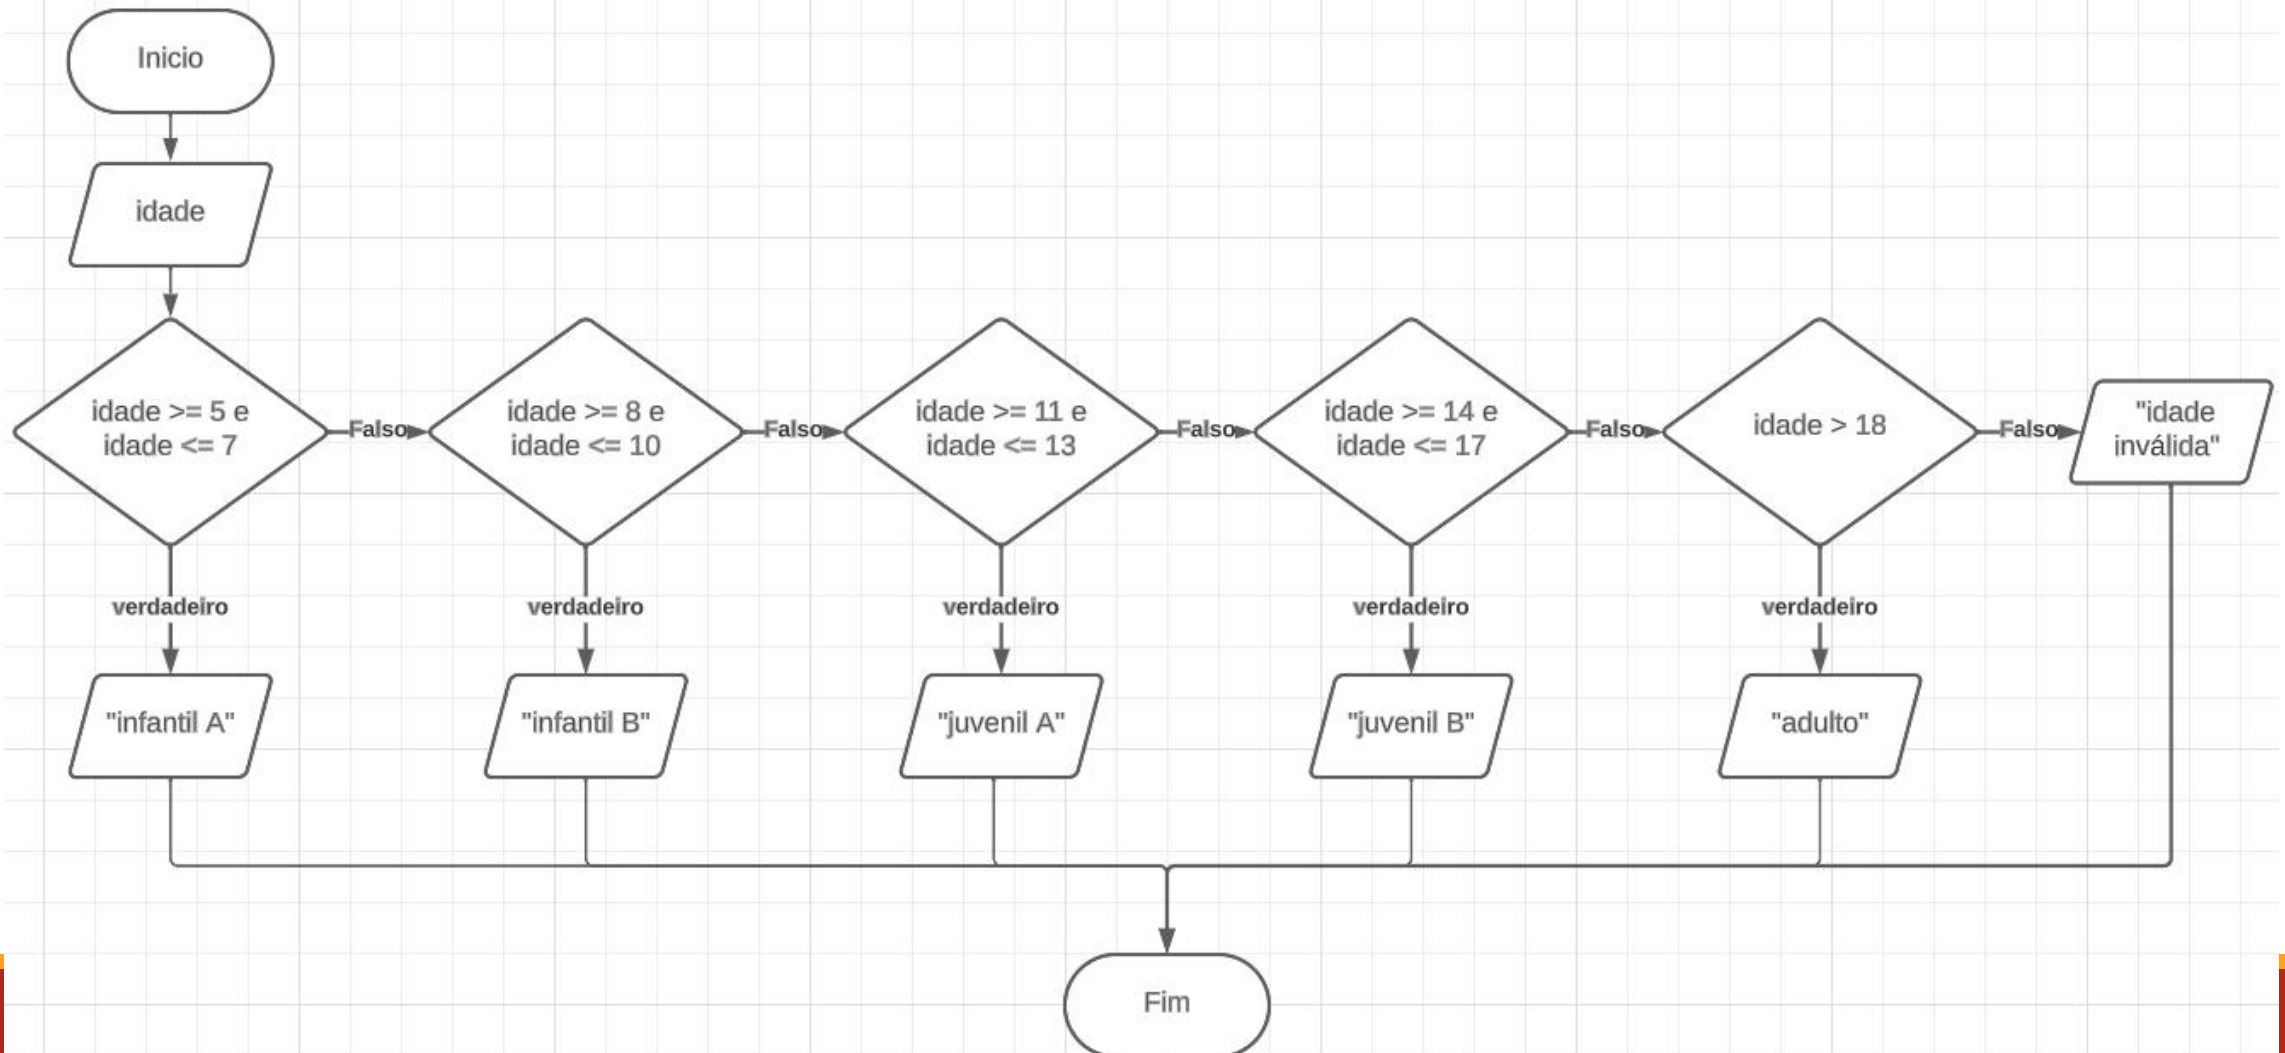 Inicio
idade
idade >= 5 e
idade <= 7
Falso
idade >= 8 e
idade <= 10
Falso
idade >= 11 e
idade <= 13
Falso
idade >= 14 e
idade <= 17
Falso
idade > 18
Falso
"idade
inválida"
verdadeiro
verdadeiro
verdadeiro
verdadeiro
verdadeiro
"infantil A"
"infantil B"
"juvenil A"
"juvenil B"
"adulto"
Fim